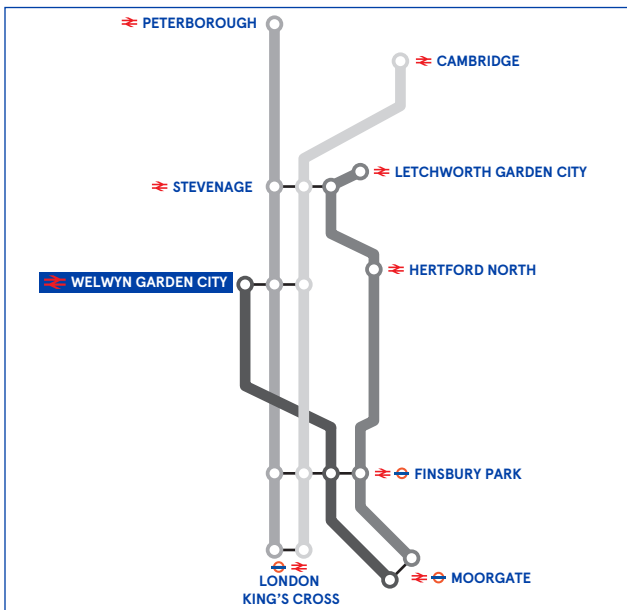 PETERBOROUGH
CAMBRIDGE
LETCHWORTH GARDEN CITY
STEVENAGE
HERTFORD NORTH
WELWYN GARDEN CITY
FINSBURY PARK
LONDON
KING'S CROSS
MOORGATE